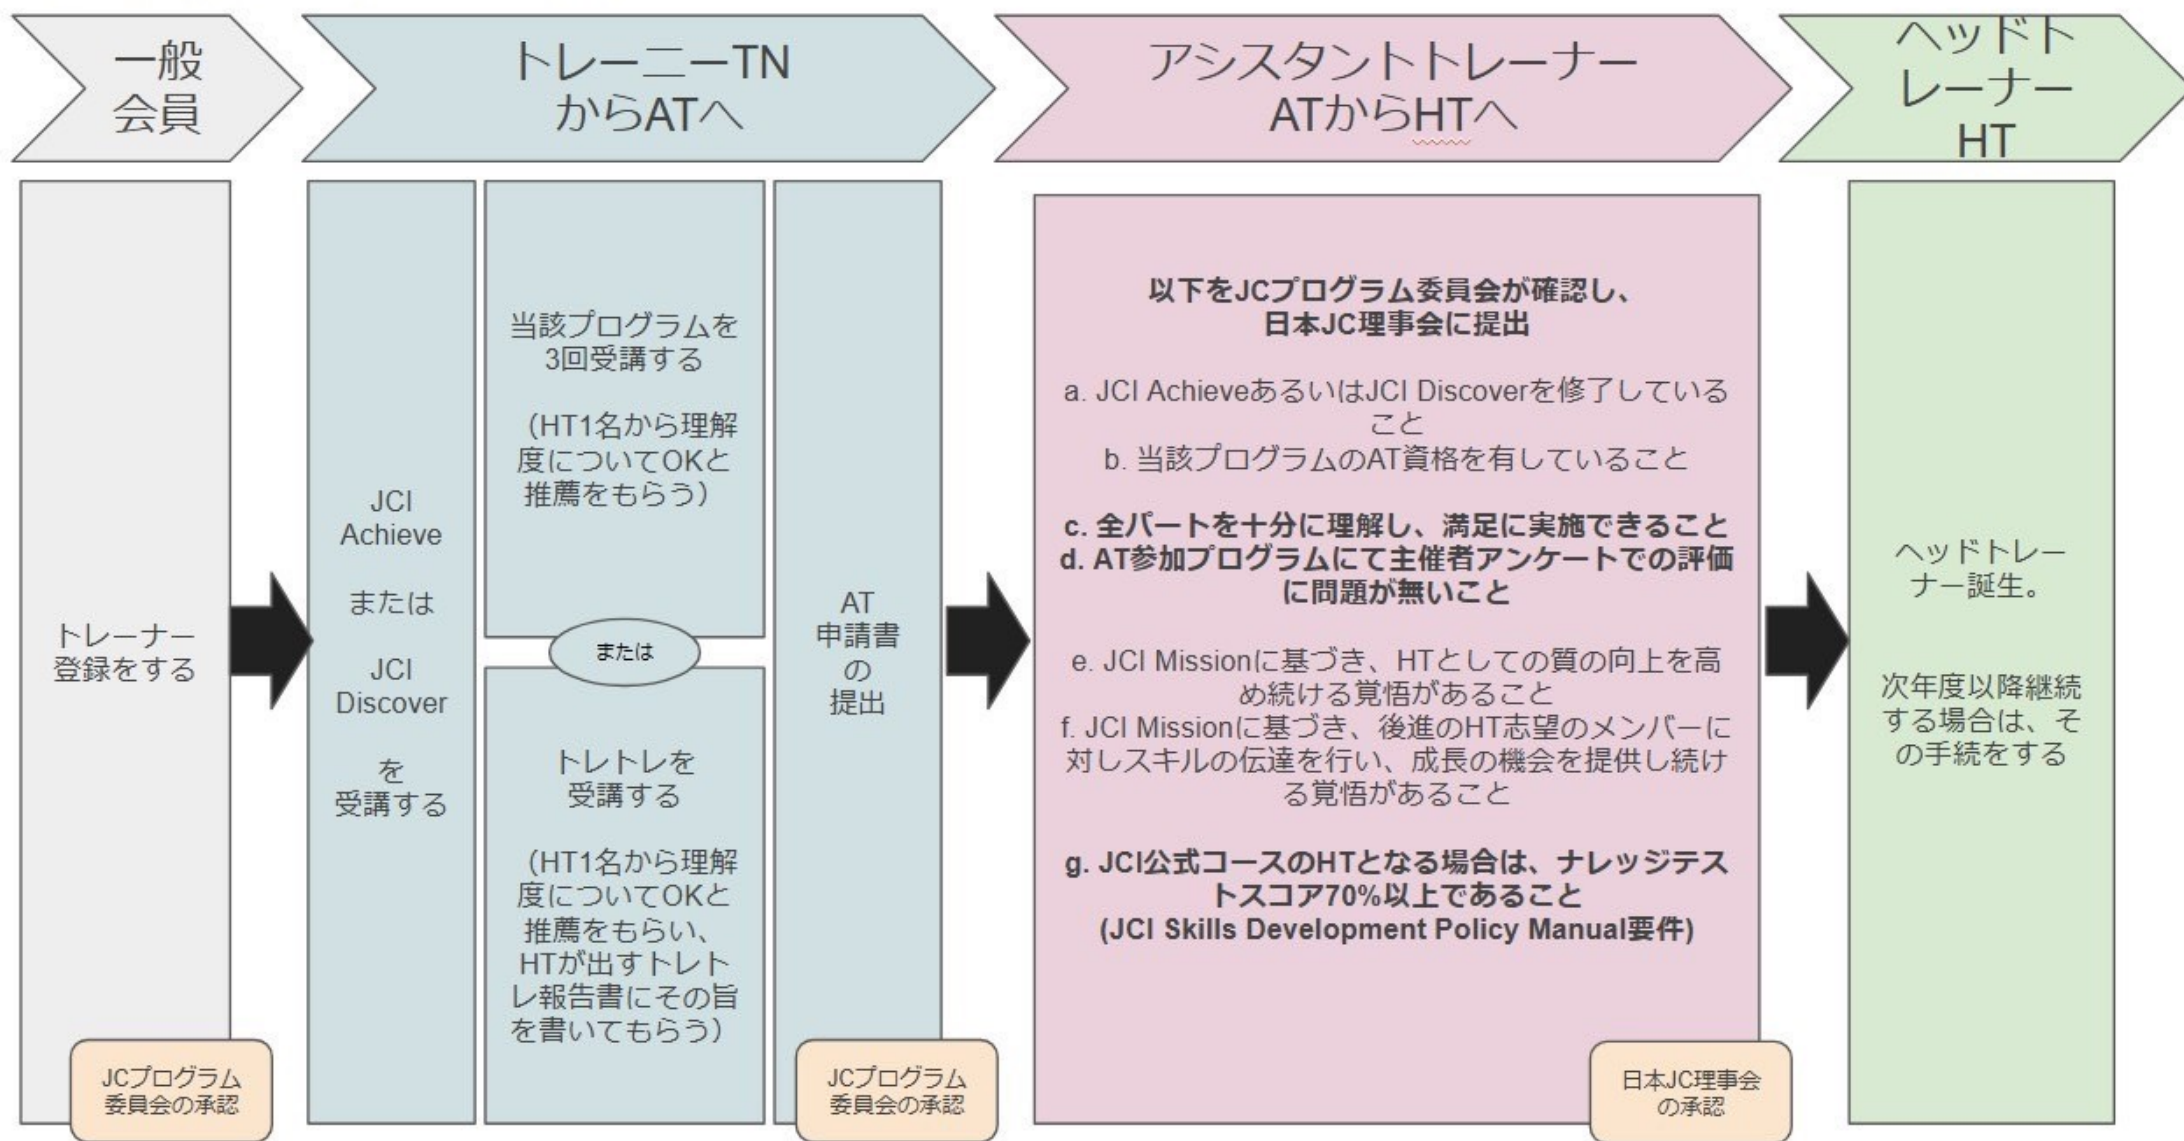 一般
会員
トレーニーTN
からATへ
アシスタントトレーナー
ATからHTへ
ヘッドト
レーナー
HT
トレーナー
登録をする
JCプログラム
委員会の承認
JCI
Achieve
または
JCI
Discover
を
受講する
当該プログラムを
3回受講する
（HT1名から理解
度についてOKと
推薦をもらう）
または
トレトレを
受講する
（HT1名から理解
度についてOKと
推薦をもらい、
HTが出すトレト
レ報告書にその旨
を書いてもらう）
AT
申請書
の
提出
JCプログラム
委員会の承認
以下をJCプログラム委員会が確認し、
日本JC理事会に提出
a. JCI AchieveあるいはJCI Discoverを修了している
こと
b. 当該プログラムのAT資格を有していること
c. 全パートを十分に理解し、満足に実施できること
d. AT参加プログラムにて主催者アンケートでの評価
に問題が無いこと
e. JCI Missionに基づき、HTとしての質の向上を高
め続ける覚悟があること
f. JCI Missionに基づき、後進のHT志望のメンバーに
対しスキルの伝達を行い、成長の機会を提供し続け
る覚悟があること
g. JCI公式コースのHTとなる場合は、ナレッジテス
トスコア70%以上であること
(JCI Skills Development Policy Manual要件)
日本JC理事会
の承認
ヘッドトレー
ナー誕生。
次年度以降継続
する場合は、そ
の手続をする